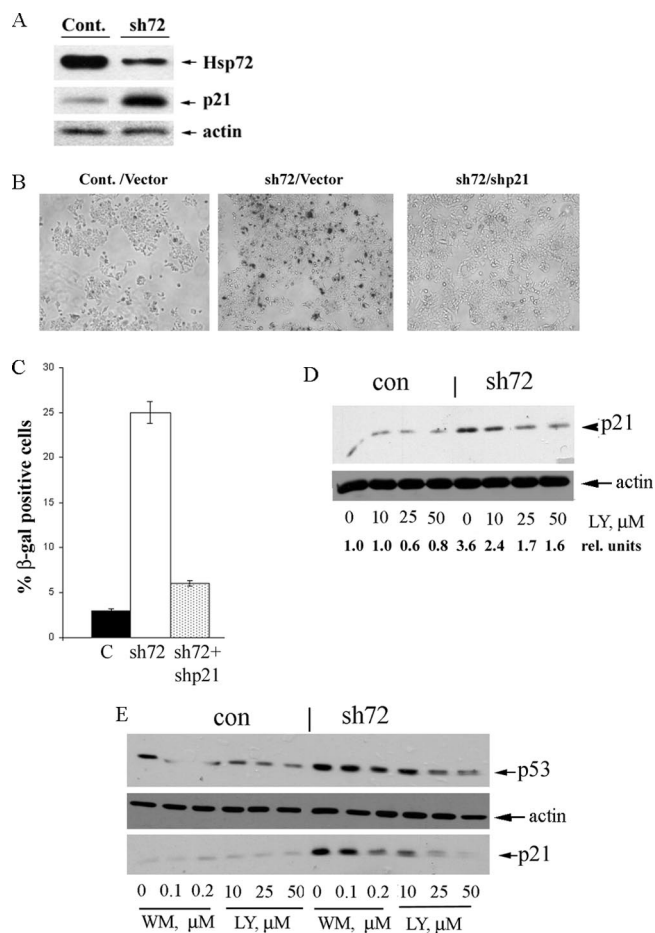 A
Cont. sh72
Hsp72
p21
actin
B
Cont. /Vector sh72/Vector sh72/shp21
C
% β-gal positive cells
30
25
20
15
10
5
0
C sh72 sh72+
shp21
D
con | sh72
p21
actin
0 10 25 50 0 10 25 50 LY, μM
1.0 1.0 0.6 0.8 3.6 2.4 1.7 1.6 rel. units
E
con | sh72
p53
actin
p21
0 0.1 0.2 10 25 50 0 0.1 0.2 10 25 50
WM, μM LY, μM WM, μM LY, μM